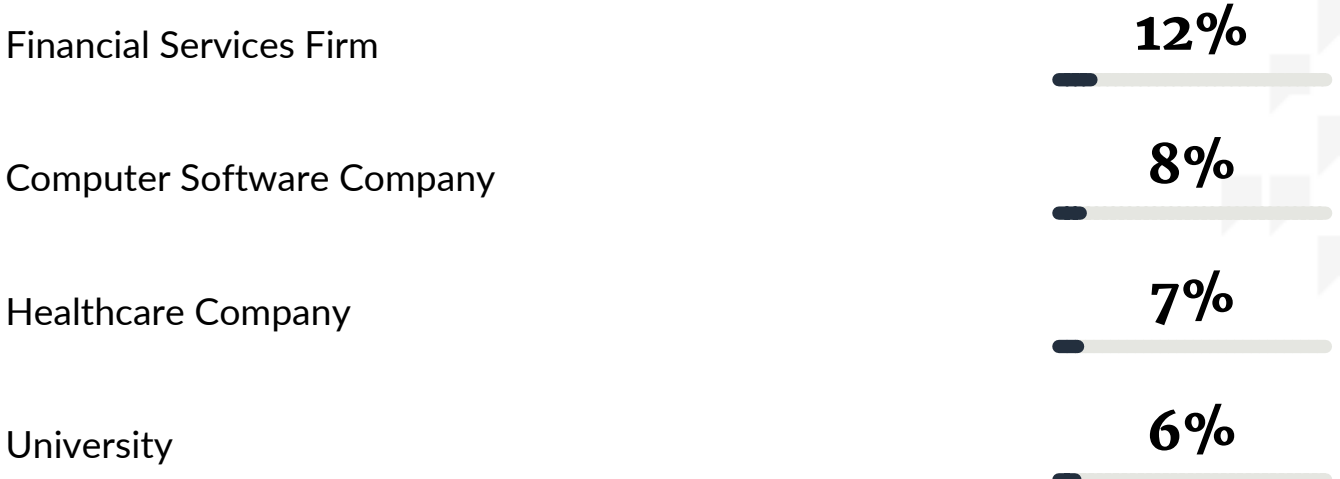 Financial Services Firm
12%
Computer Software Company
8%
Healthcare Company
7%
University
6%